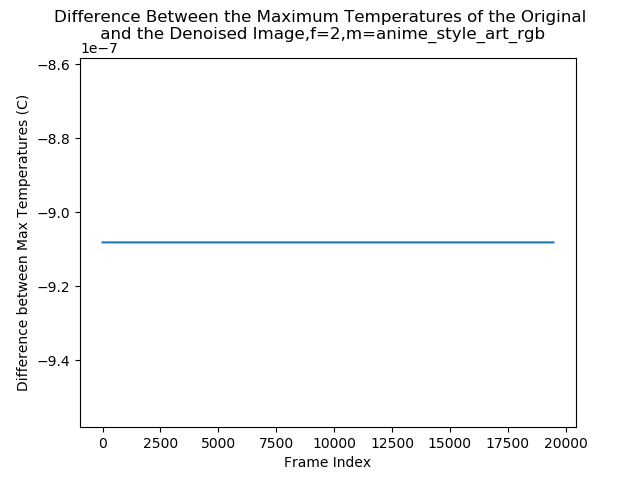 Difference Between the Maximum Temperatures of the Original
and the Denoised Image,f=2,m=anime_style_art_rgb
1e−7
−8.6
−8.8
−9.0
−9.2
−9.4
Difference between Max Temperatures (C)
0 2500 5000 7500 10000 12500 15000 17500 20000
Frame Index